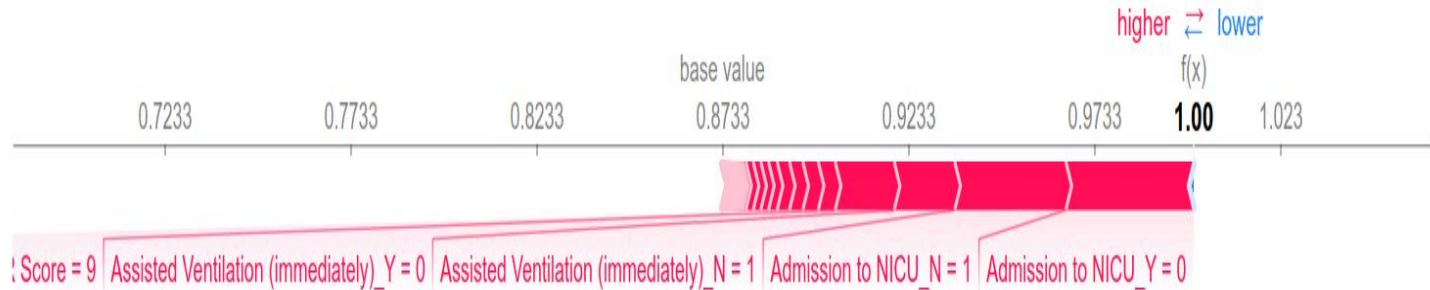 higher ⇄ lower
base value f(x)
0.7233 0.7733 0.8233 0.8733 0.9233 0.9733 1.00 1.023
Score = 9 Assisted Ventilation (immediately)_Y = 0 Assisted Ventilation (immediately)_N = 1 Admission to NICU_N = 1 Admission to NICU_Y = 0